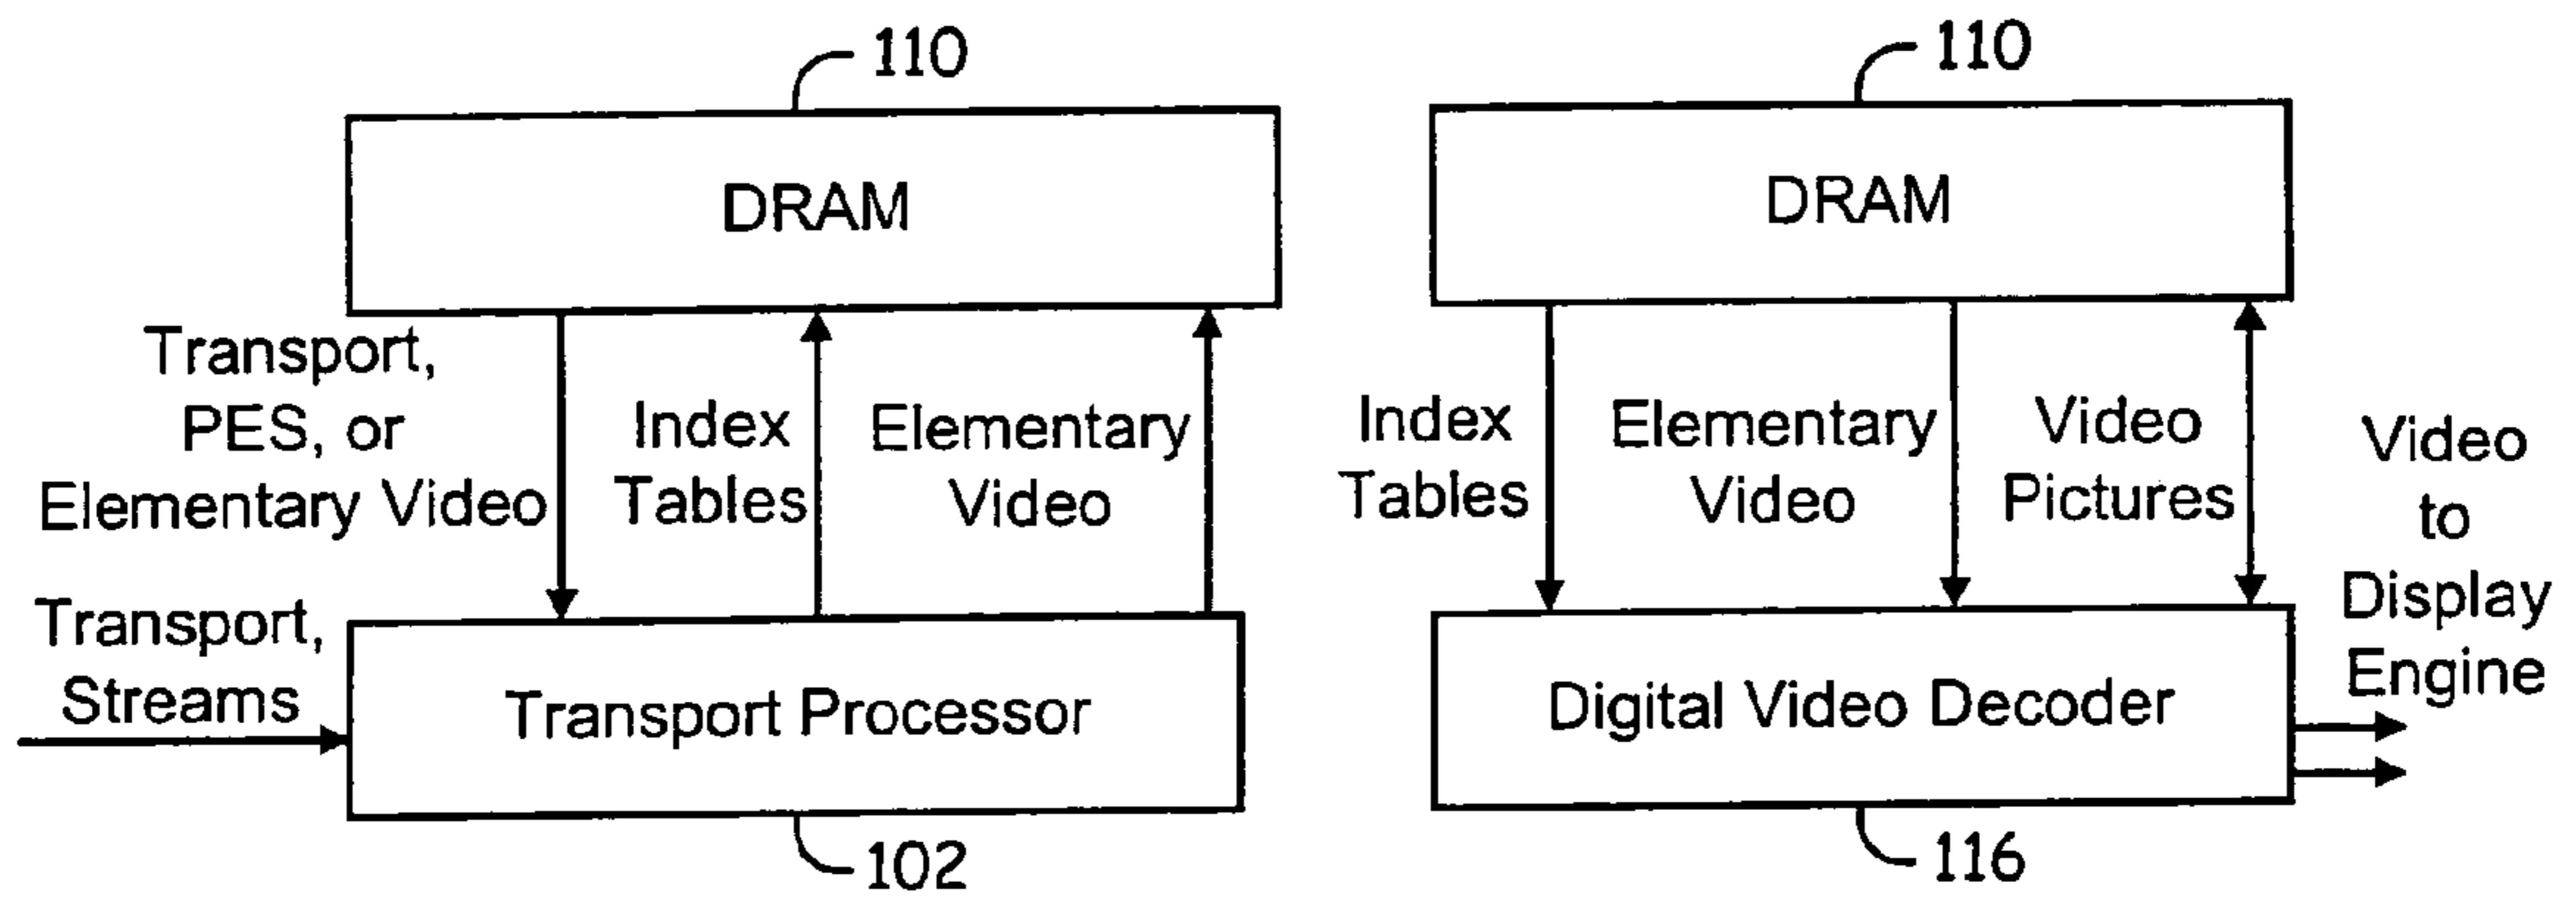 110
DRAM
Transport,
PES, or
Elementary Video
Index
Tables
Elementary
Video
Transport,
Streams
Transport Processor
102
110
DRAM
Index
Tables
Elementary
Video
Video
Pictures
Video
to
Display
Engine
Digital Video Decoder
116